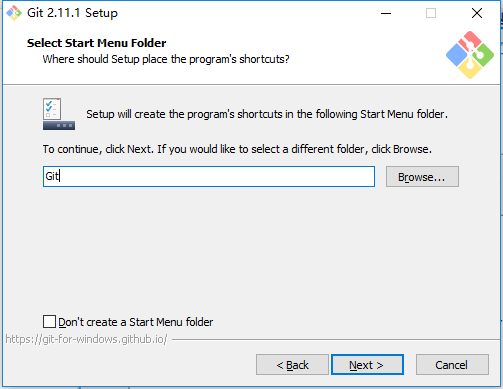 Git 2.11.1 Setup
Select Start Menu Folder
Where should Setup place the program's shortcuts?
Setup will create the program's shortcuts in the following Start Menu folder.
To continue, click Next. If you would like to select a different folder, click Browse.
Git
Browse...
Don't create a Start Menu folder
https://git-for-windows.github.io/
< Back
Next >
Cancel